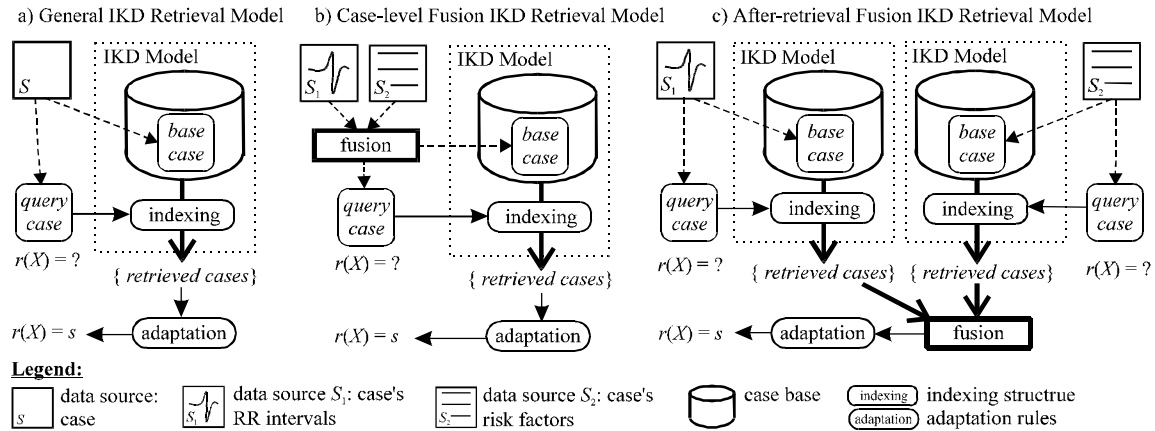 a) General IKD Retrieval Model
S
IKD Model
base
case
query
case
indexing
r(X) = ?
{ retrieved cases}
r(X) = s
adaptation
b) Case-level Fusion IKD Retrieval Model
S1
S2
IKD Model
fusion
base
case
query
case
indexing
r(X) = ?
{ retrieved cases}
r(X) = s
adaptation
c) After-retrieval Fusion IKD Retrieval Model
S1
IKD Model
IKD Model
S2
base
case
base
case
query
case
indexing
indexing
query
case
r(X) = ?
{ retrieved cases}
{ retrieved cases}
r(X) = ?
r(X) = s
adaptation
fusion
Legend:
S
data source:
case
S1
data source S1: case's
RR intervals
S2
data source S2: case's
risk factors
case base
indexing
indexing structrue
adaptation
adaptation rules